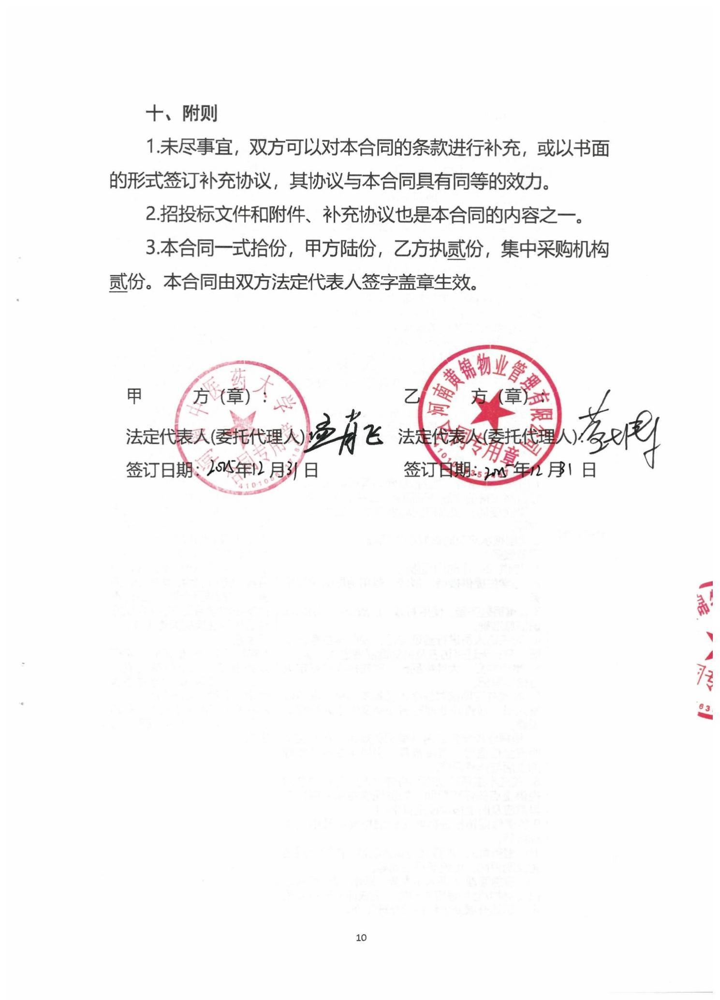 十、附则
1.未尽事宜，双方可以对本合同的条款进行补充，或以书面
的形式签订补充协议，其协议与本合同具有同等的效力。
2.招投标文件和附件、补充协议也是本合同的内容之一。
3.本合同一式拾份，甲方陆份，乙方执贰份，集中采购机构
贰份。本合同由双方法定代表人签字盖章生效。
河南中医药大学
合同专用章
甲 方（章）：
法定代表人(委托代理人):
签订日期: 2025年12月31日
河南黄锦物业管理有限公司
合同专用章
乙 方（章）：
法定代表人(委托代理人):
签订日期: 2025年12月31日
10